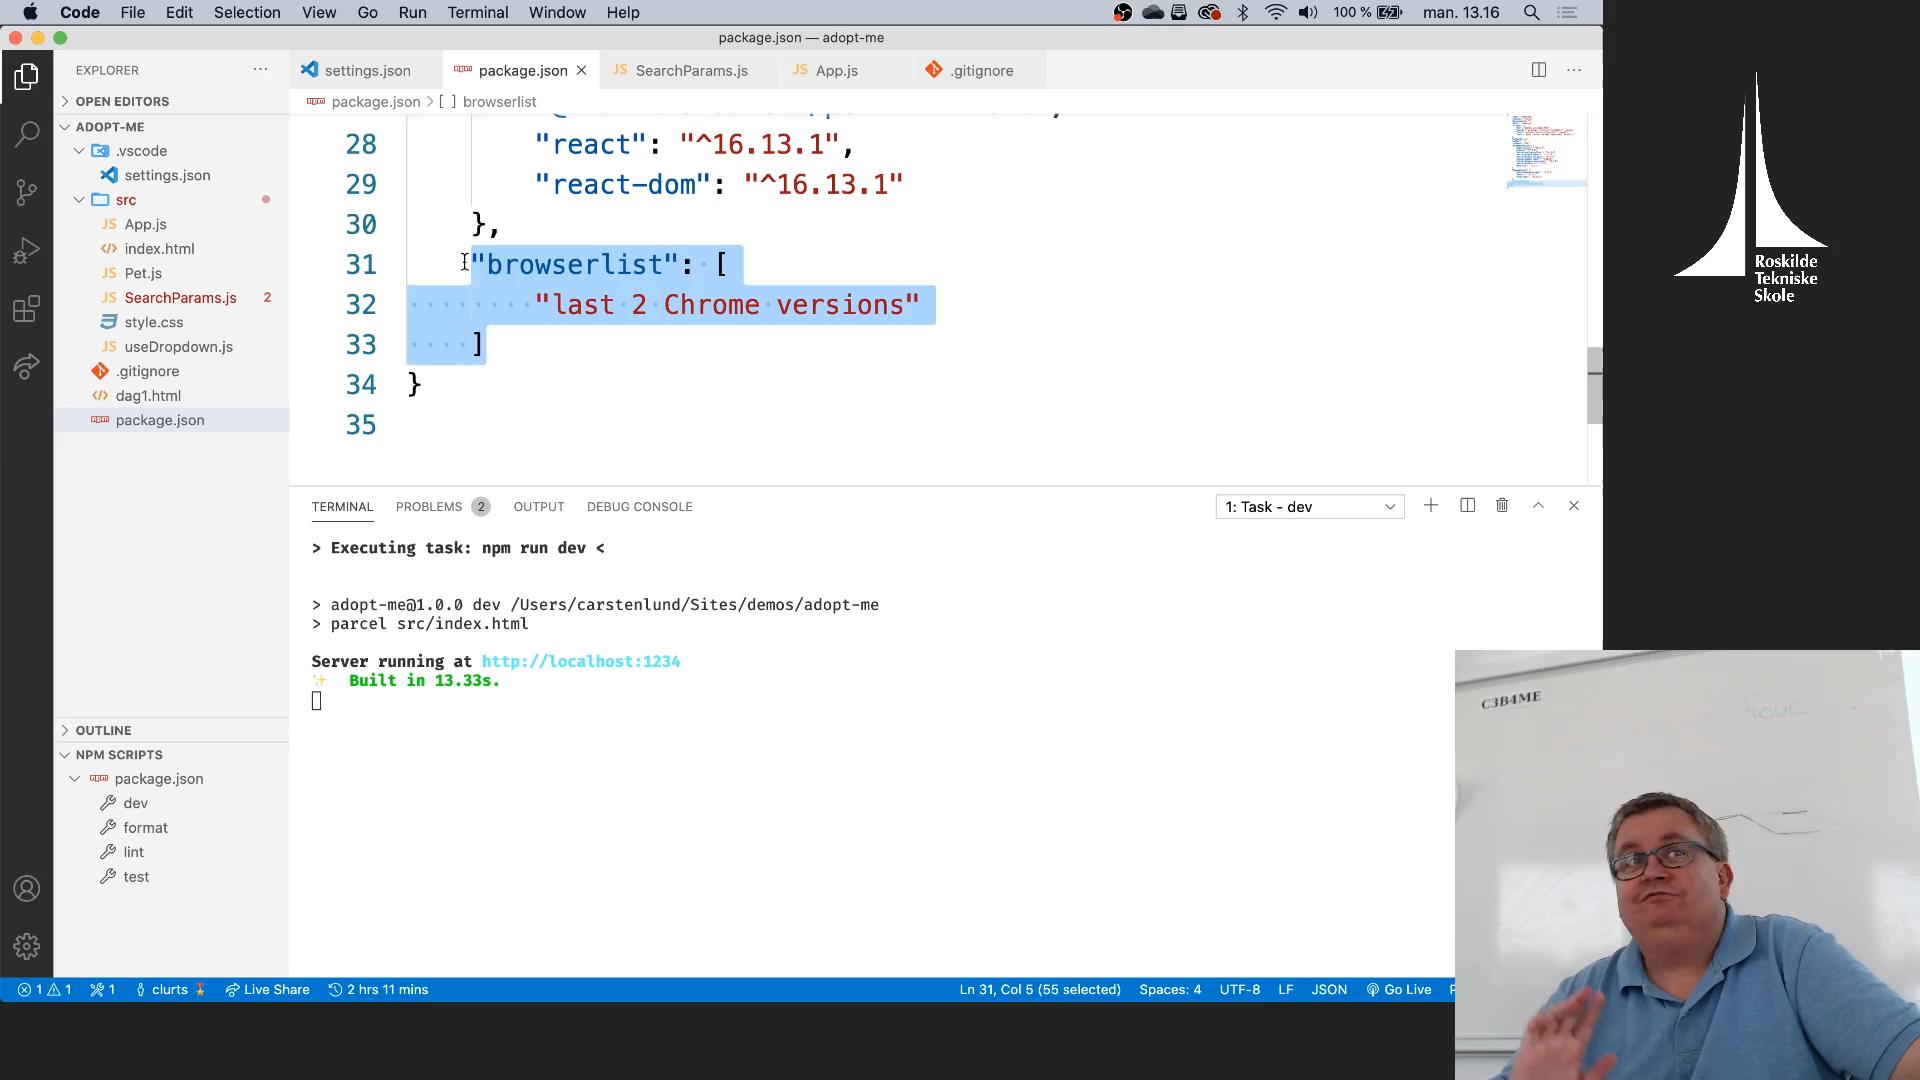 Code File Edit Selection View Go Run Terminal Window Help 100 % man. 13.16
package.json — adopt-me
EXPLORER
settings.json package.json SearchParams.js App.js .gitignore
package.json > [ ] browserlist
OPEN EDITORS
ADOPT-ME
.vscode
settings.json
src
App.js
index.html
Pet.js
SearchParams.js 2
style.css
useDropdown.js
.gitignore
dag1.html
package.json
OUTLINE
NPM SCRIPTS
package.json
dev
format
lint
test
28 "react": "^16.13.1",
29 "react-dom": "^16.13.1"
30 },
31 "browserlist": [
32 "last 2 Chrome versions"
33 ]
34 }
35
TERMINAL PROBLEMS 2 OUTPUT DEBUG CONSOLE 1: Task - dev
> Executing task: npm run dev <
> adopt-me@1.0.0 dev /Users/carstenlund/Sites/demos/adopt-me
> parcel src/index.html
Server running at http://localhost:1234
✨ Built in 13.33s.
1 1 1 clurts Live Share 2 hrs 11 mins Ln 31, Col 5 (55 selected) Spaces: 4 UTF-8 LF JSON Go Live
Roskilde
Tekniske
Skole
C3B4ME
fouc